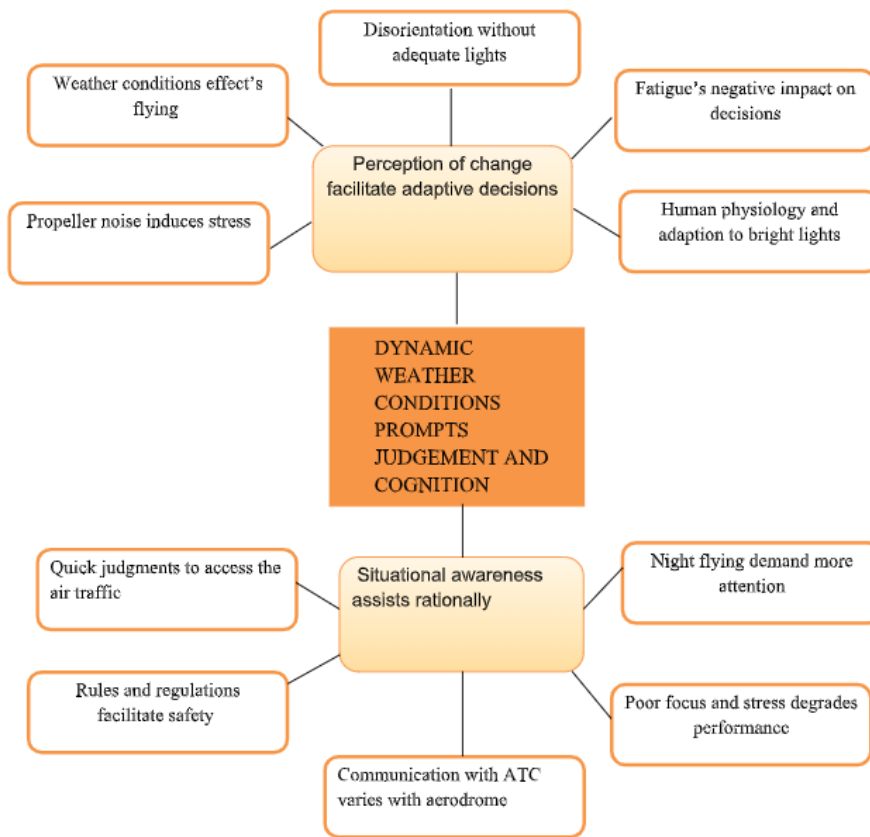 Disorientation without
adequate lights
Weather conditions effect's
flying
Fatigue's negative impact on
decisions
Perception of change
facilitate adaptive decisions
Propeller noise induces stress
Human physiology and
adaption to bright lights
DYNAMIC
WEATHER
CONDITIONS
PROMPTS
JUDGEMENT AND
COGNITION
Quick judgments to access the
air traffic
Situational awareness
assists rationally
Night flying demand more
attention
Rules and regulations
facilitate safety
Poor focus and stress degrades
performance
Communication with ATC
varies with aerodrome